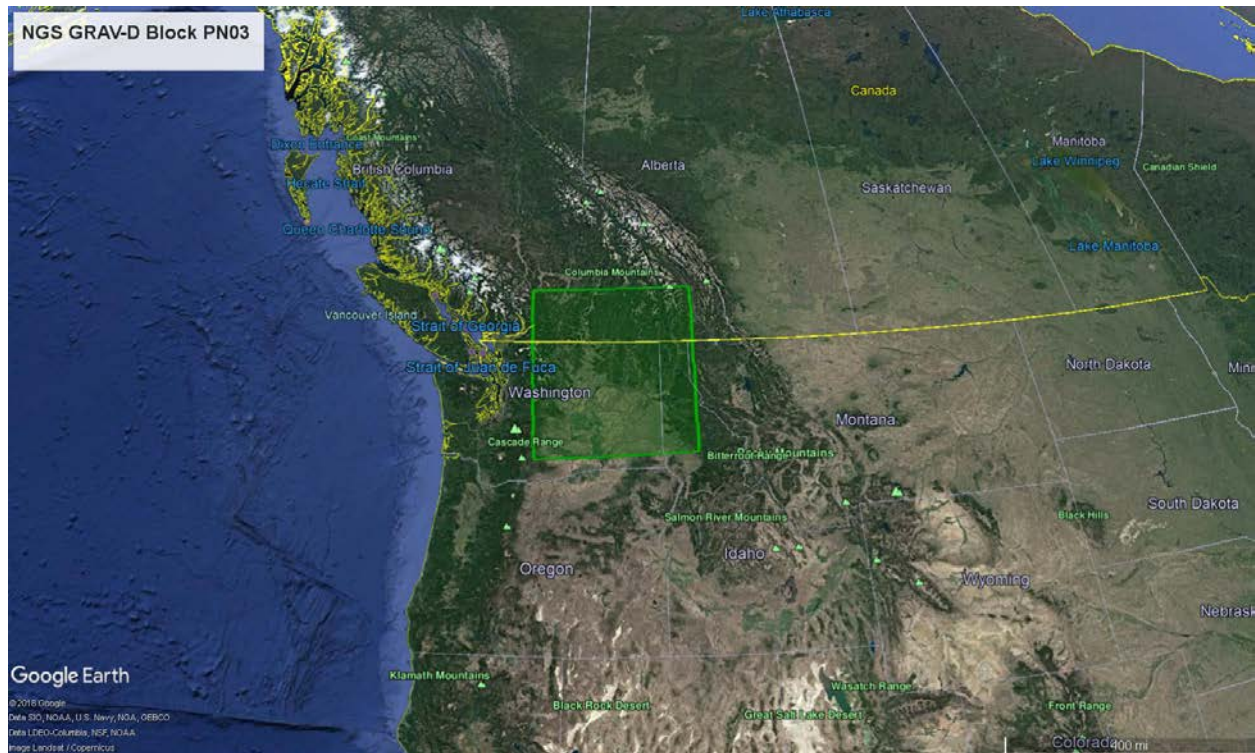 NGS GRAV-D Block PN03
Lake Athabasca
Canada
Coast Mountains
Dixon Entrance
British Columbia
Alberta
Manitoba
Lake Winnipeg
Canadian Shield
Hecate Strait
Saskatchewan
Queen Charlotte Sound
Lake Manitoba
Columbia Mountains
Vancouver Island
Strait of Georgia
Strait of Juan de Fuca
North Dakota
Washington
Montana
Cascade Range
Bitterroot Range
Rocky Mountains
South Dakota
Black Hills
Salmon River Mountains
Idaho
Oregon
Wyoming
Nebrask
Google Earth
Klamath Mountains
Wasatch Range
Black Rock Desert
Great Salt Lake Desert
Front Range
©2018 Google
Data SIO, NOAA, U.S. Navy, NGA, GEBCO
Data LDEO-Columbia, NSF, NOAA
Image Landsat / Copernicus
Colorado
400 mi